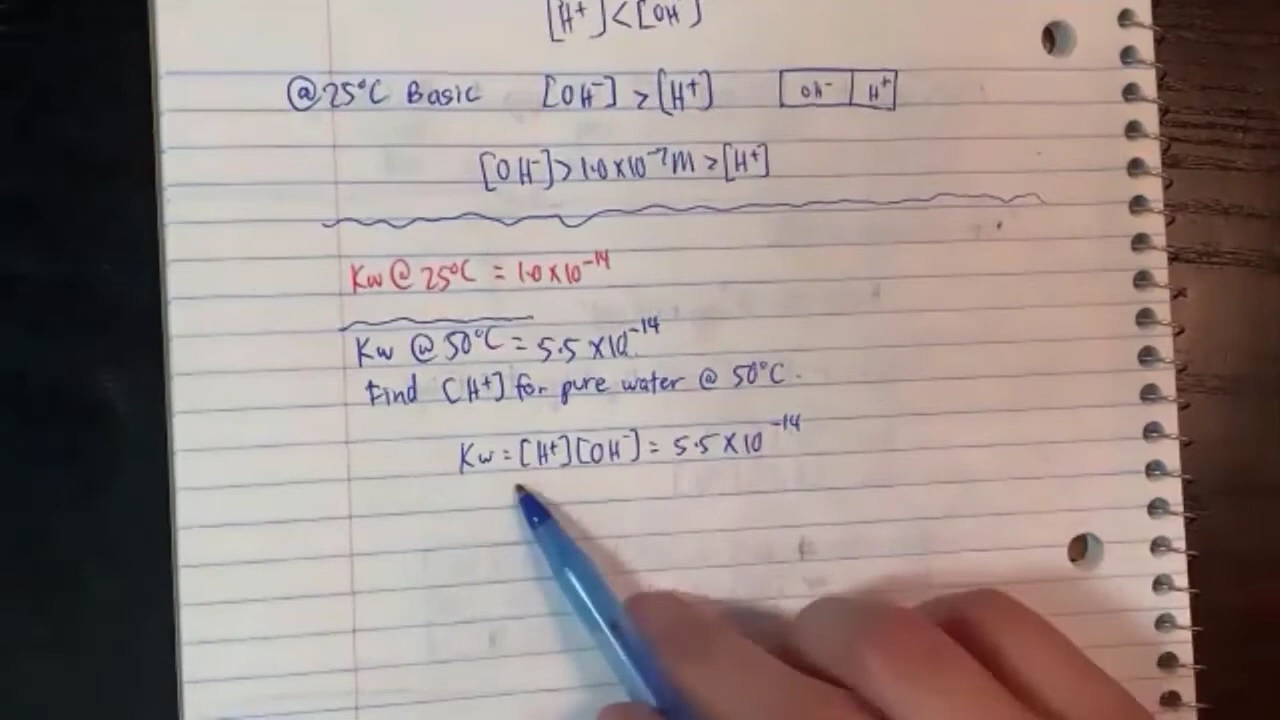 [H+] < [OH-]
@25°C Basic [OH-] > [H+] OH- H+
[OH-] > 1.0 x 10^-7 M > [H+]
Kw @ 25°C = 1.0 x 10^-14
Kw @ 50°C = 5.5 x 10^-14
Find [H+] for pure water @ 50°C.
Kw = [H+][OH-] = 5.5 x 10^-14